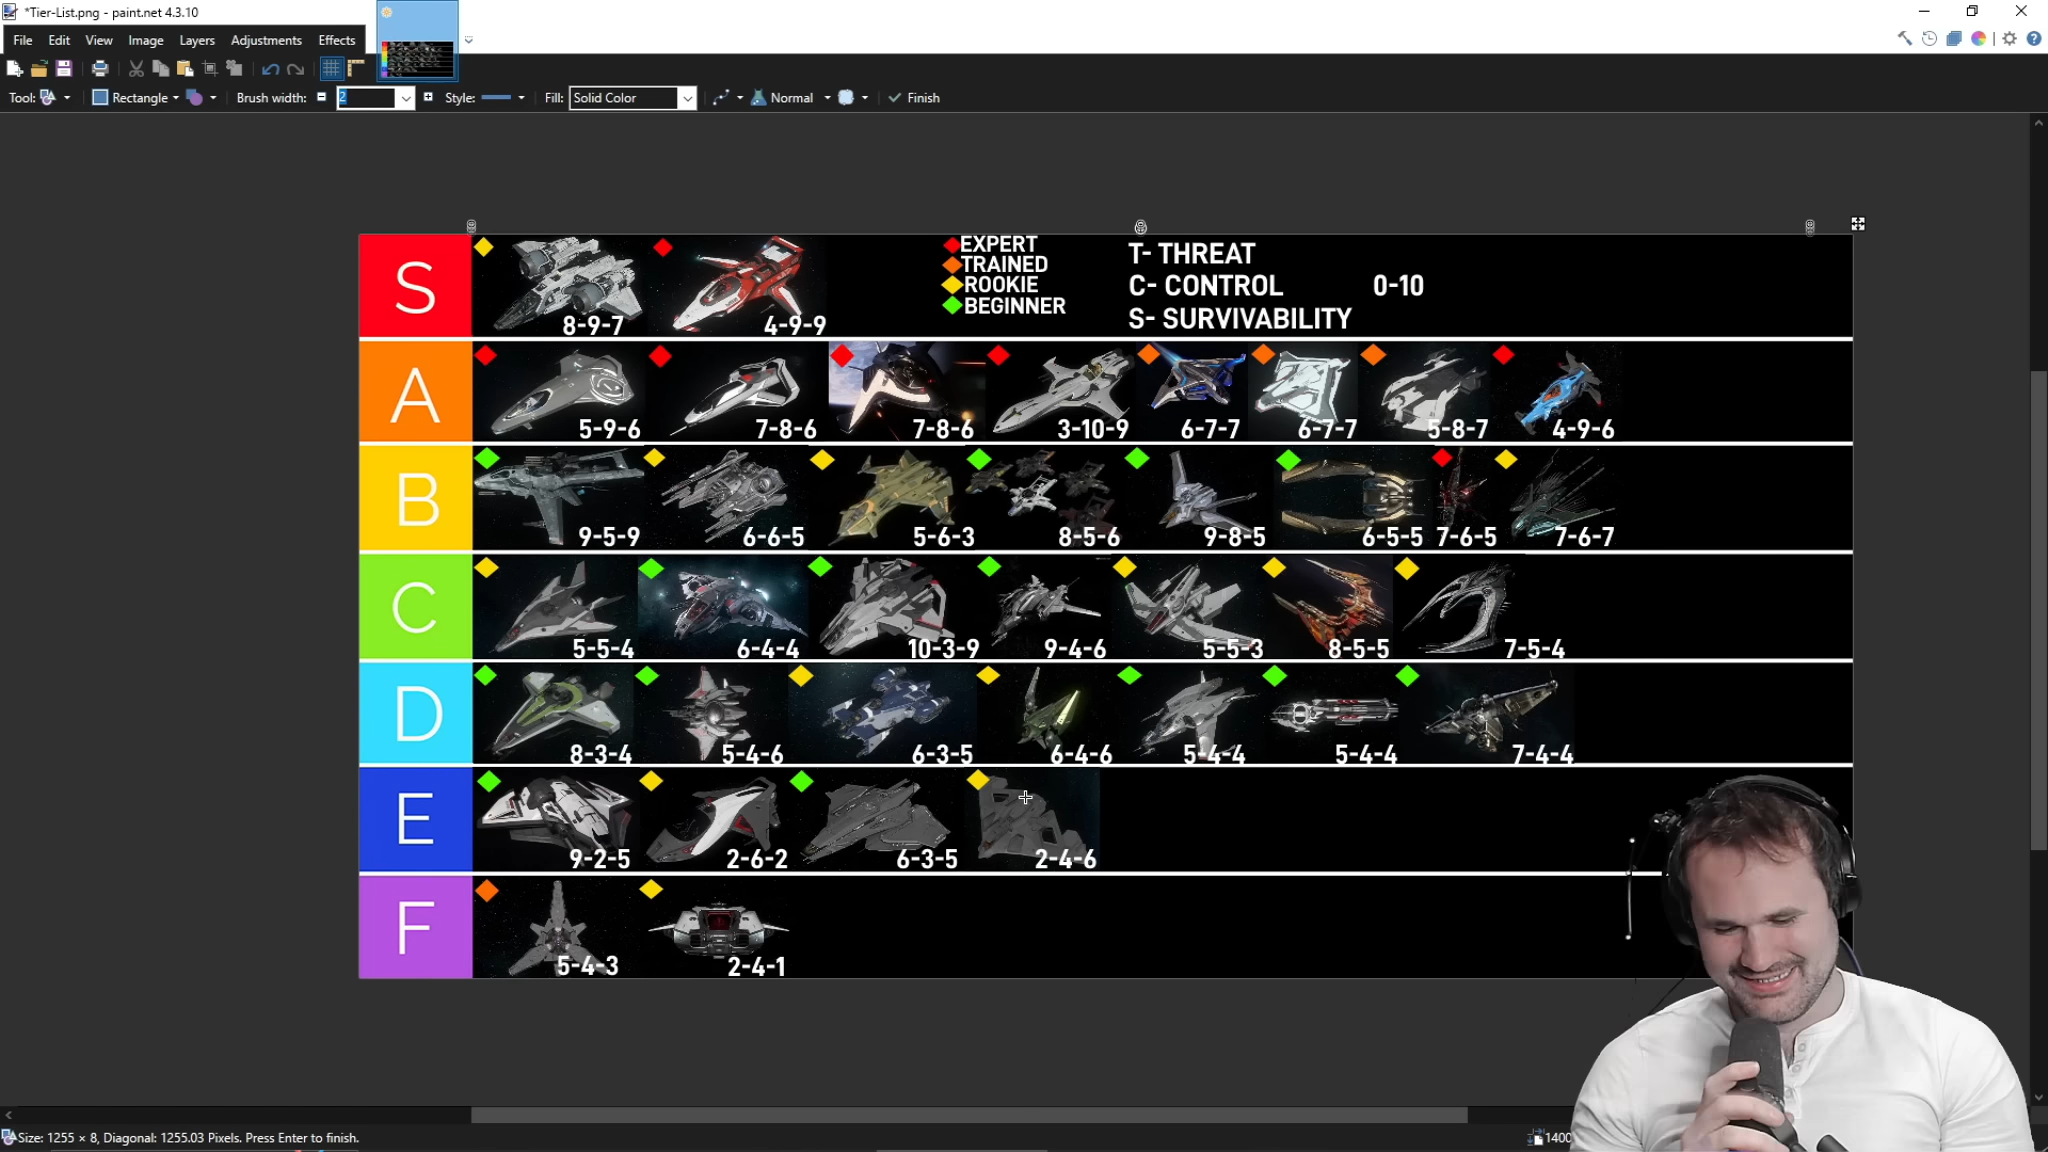 *Tier-List.png - paint.net 4.3.10
File Edit View Image Layers Adjustments Effects
Tool: Rectangle Brush width: 2 Style: Fill: Solid Color Normal Finish
S
8-9-7
4-9-9
EXPERT
TRAINED
ROOKIE
BEGINNER
T- THREAT
C- CONTROL 0-10
S- SURVIVABILITY
A
5-9-6 7-8-6 7-8-6 3-10-9 6-7-7 6-7-7 5-8-7 4-9-6
B
9-5-9 6-6-5 5-6-3 8-5-6 9-8-5 6-5-5 7-6-5 7-6-7
C
5-5-4 6-4-4 10-3-9 9-4-6 5-5-3 8-5-5 7-5-4
D
8-3-4 5-4-6 6-3-5 6-4-6 5-4-4 5-4-4 7-4-4
E
9-2-5 2-6-2 6-3-5 2-4-6
F
5-4-3 2-4-1
Size: 1255 × 8, Diagonal: 1255.03 Pixels. Press Enter to finish.